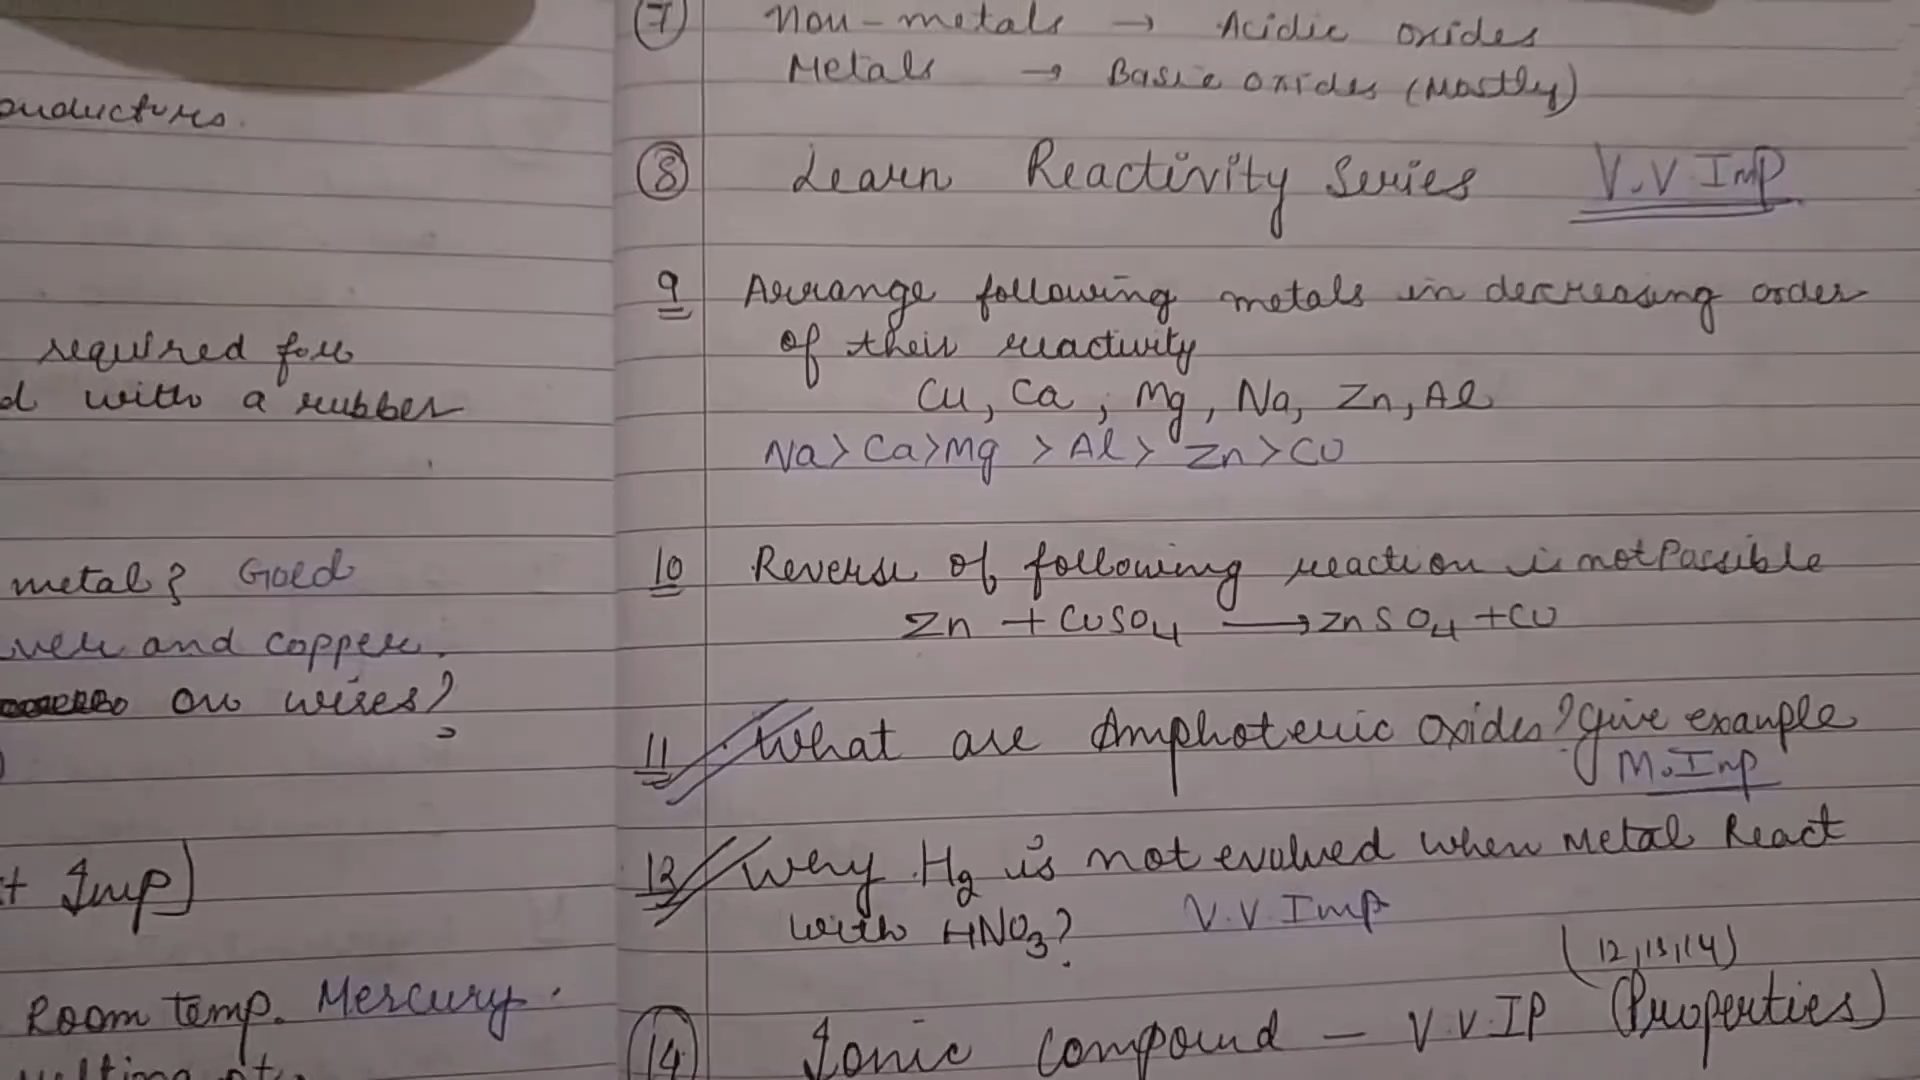 onductors.
required for
d with a rubber
metal? Gold
ver and copper.
on wires?
t Imp)
Room temp. Mercury.
melting pt.
7 Non-metals → Acidic oxides
Metals → Basic oxides (Mostly)
8 Learn Reactivity Series V.V Imp
9 Arrange following metals in decreasing order
of their reactivity
Cu, Ca, Mg, Na, Zn, Al
Na > Ca > Mg > Al > Zn > Cu
10 Reverse of following reaction is not Possible
Zn + CuSO4 → ZnSO4 + Cu
11 What are Amphoteric Oxides? Give example
M.Imp
12 Why H2 is not evolved when Metal React
with HNO3? V.V.Imp
(12,13,14)
14 Ionic Compound - V.V.IP (Properties)